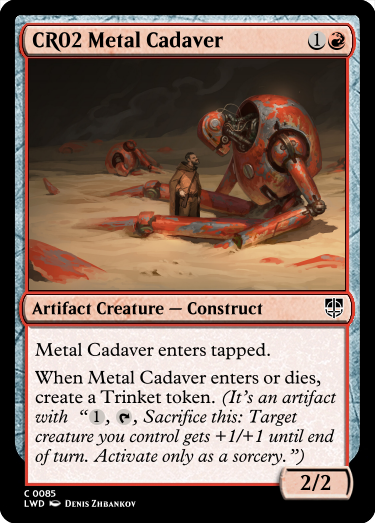 CR02 Metal Cadaver 1
Artifact Creature — Construct
Metal Cadaver enters tapped.
When Metal Cadaver enters or dies,
create a Trinket token. (It's an artifact
with “1, , Sacrifice this: Target
creature you control gets +1/+1 until end
of turn. Activate only as a sorcery.”)
2/2
C 0085
LWD Denis Zhbankov